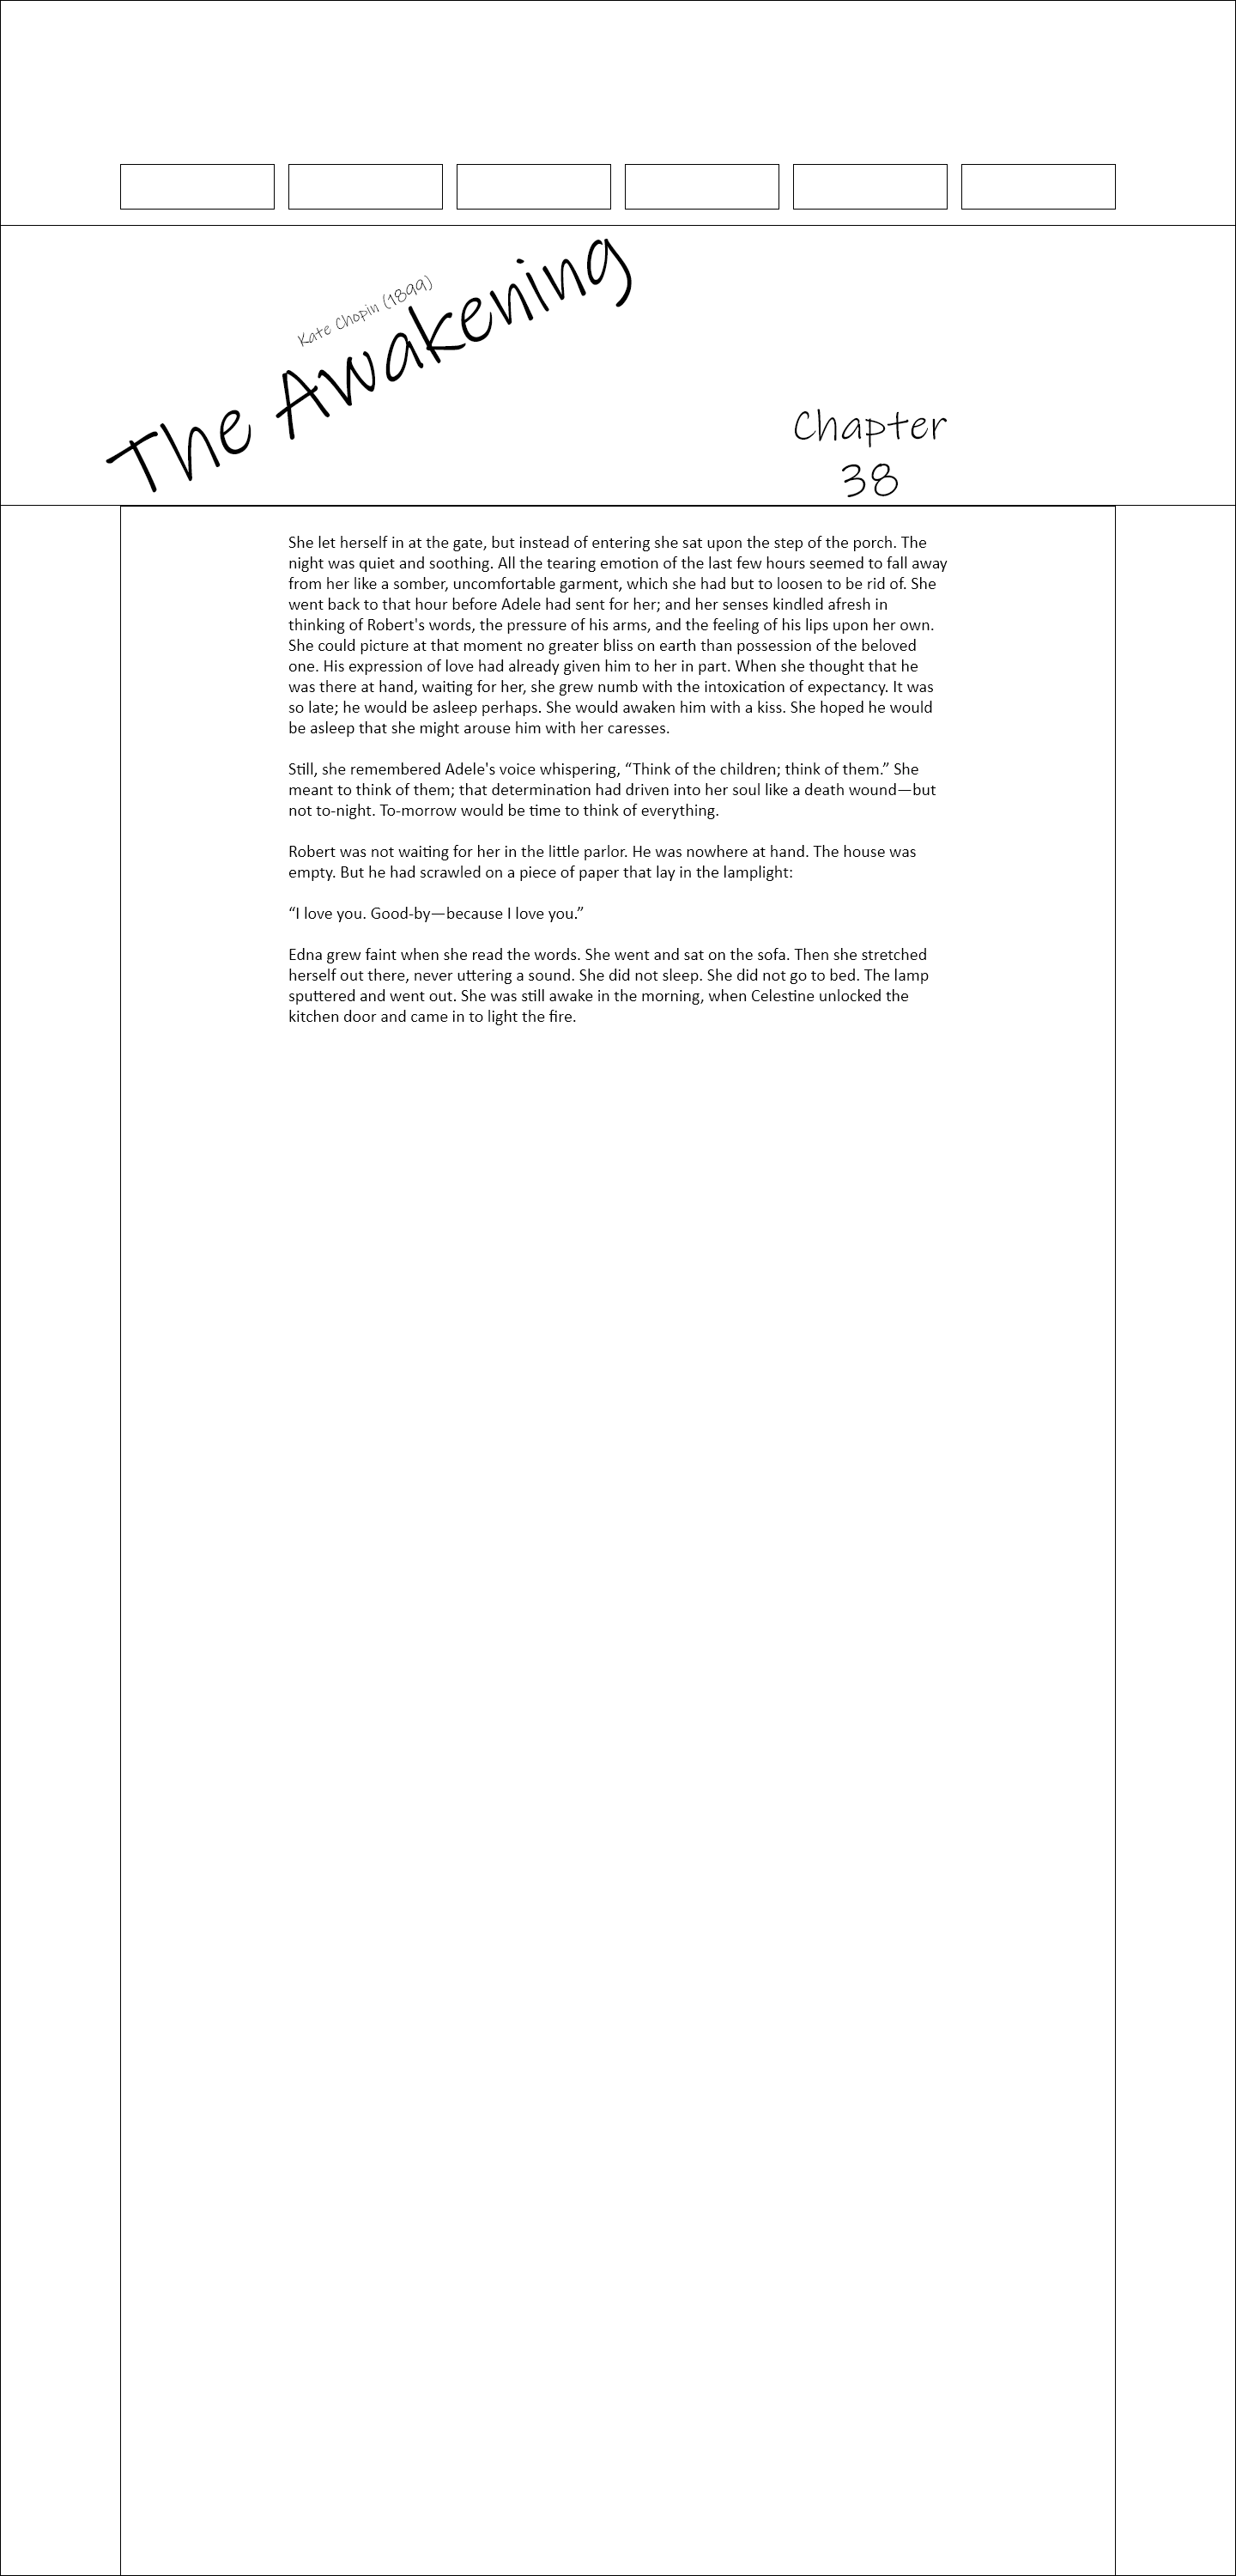 Kate Chopin (1899)
The Awakening
Chapter
38
She let herself in at the gate, but instead of entering she sat upon the step of the porch. The
night was quiet and soothing. All the tearing emotion of the last few hours seemed to fall away
from her like a somber, uncomfortable garment, which she had but to loosen to be rid of. She
went back to that hour before Adele had sent for her; and her senses kindled afresh in
thinking of Robert's words, the pressure of his arms, and the feeling of his lips upon her own.
She could picture at that moment no greater bliss on earth than possession of the beloved
one. His expression of love had already given him to her in part. When she thought that he
was there at hand, waiting for her, she grew numb with the intoxication of expectancy. It was
so late; he would be asleep perhaps. She would awaken him with a kiss. She hoped he would
be asleep that she might arouse him with her caresses.
Still, she remembered Adele's voice whispering, “Think of the children; think of them.” She
meant to think of them; that determination had driven into her soul like a death wound—but
not to-night. To-morrow would be time to think of everything.
Robert was not waiting for her in the little parlor. He was nowhere at hand. The house was
empty. But he had scrawled on a piece of paper that lay in the lamplight:
“I love you. Good-by—because I love you.”
Edna grew faint when she read the words. She went and sat on the sofa. Then she stretched
herself out there, never uttering a sound. She did not sleep. She did not go to bed. The lamp
sputtered and went out. She was still awake in the morning, when Celestine unlocked the
kitchen door and came in to light the fire.